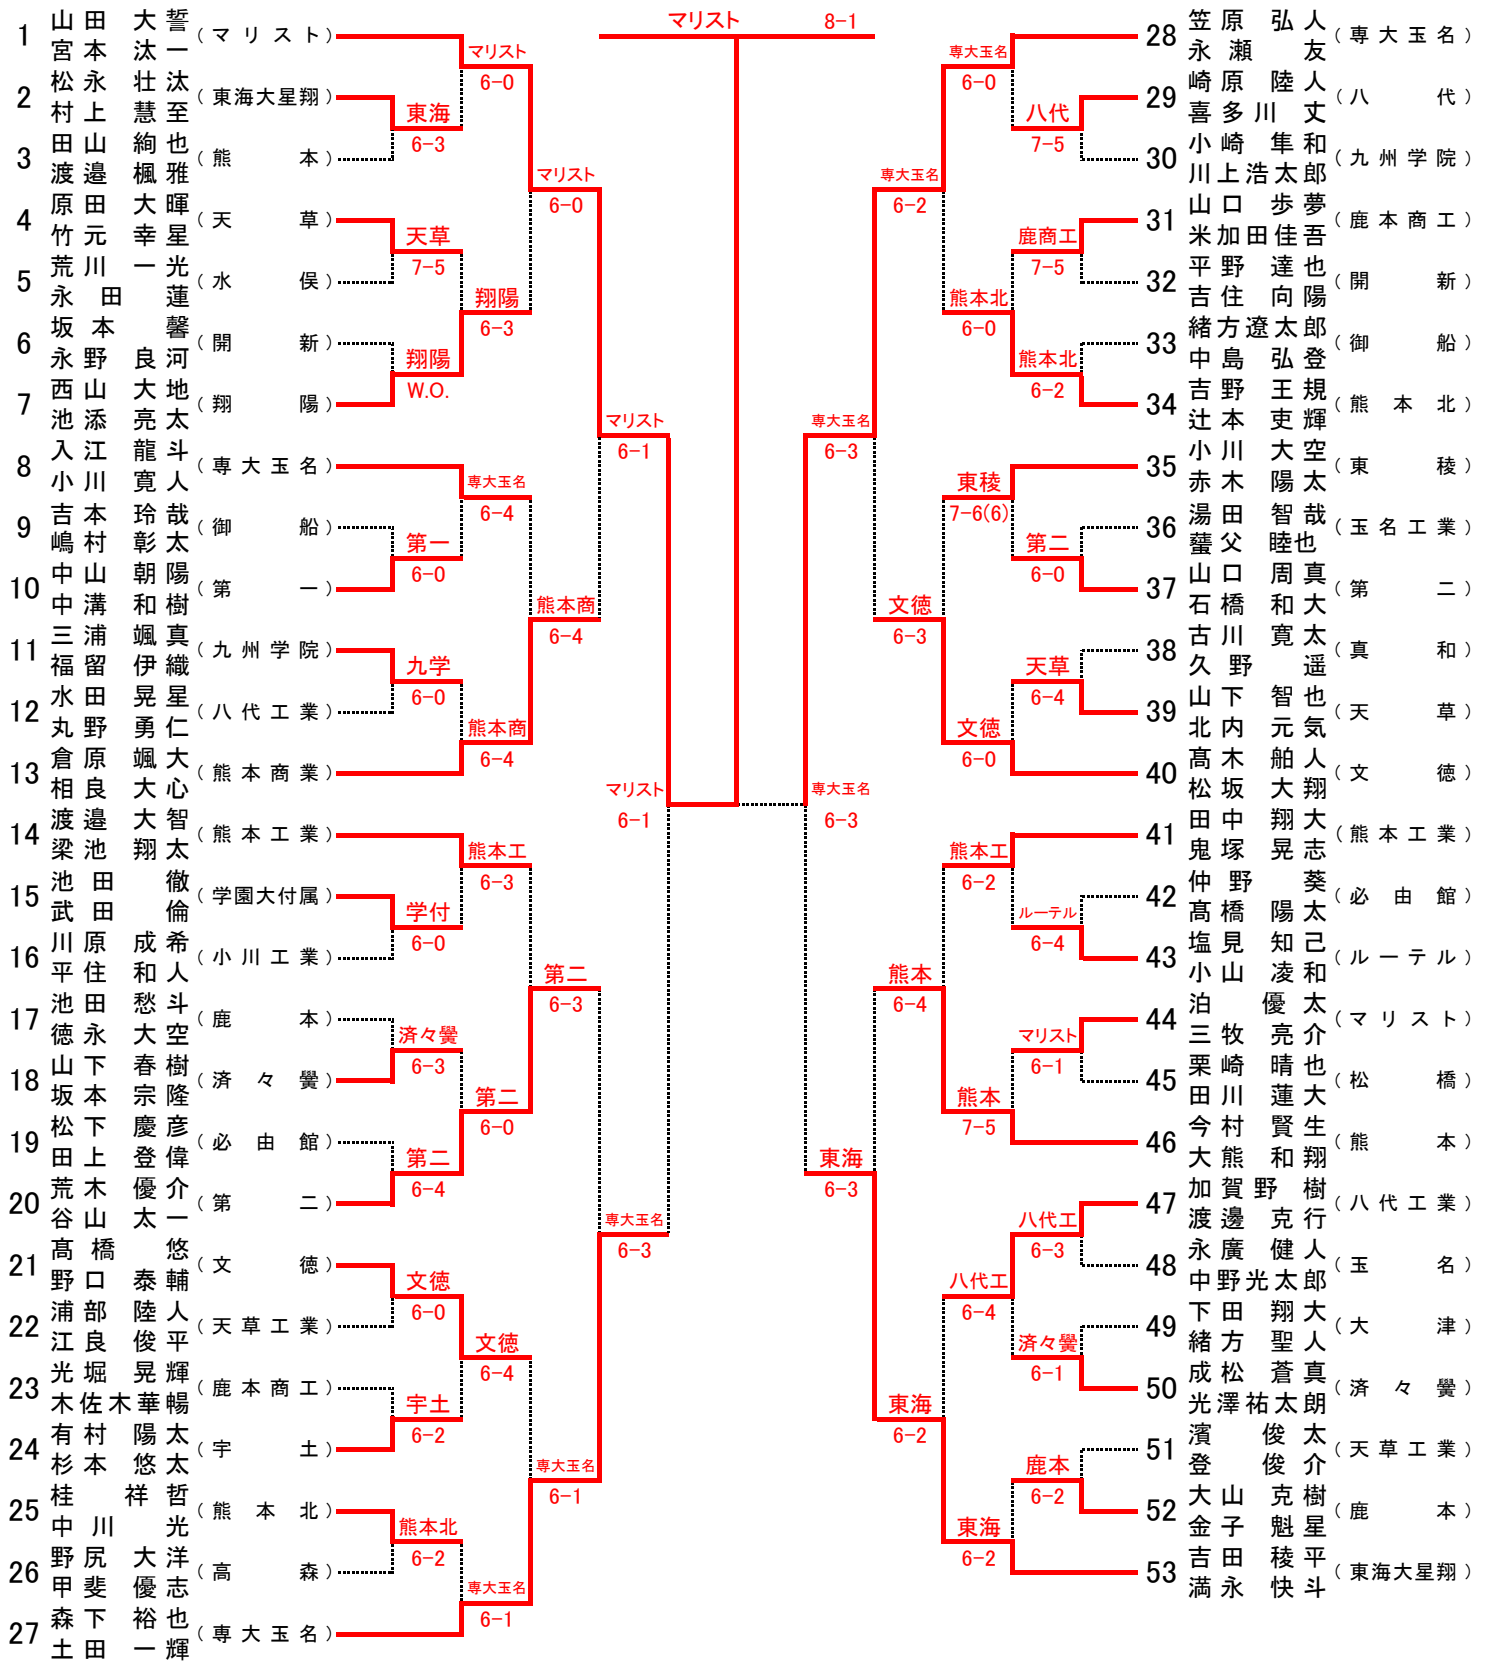 マリスト 8-1
1 山田 大誓 宮本 汰一 (マリスト)
2 松永 壮汰 村上 慧至 (東海大星翔)
3 田山 絢也 渡邉 楓雅 (熊本)
4 原田 大暉 竹元 幸星 (天草)
5 荒川 一光 永田 蓮 (水俣)
6 坂本 馨 永野 良河 (開新)
7 西山 大地 池添 亮太 (翔陽)
8 入江 龍斗 小川 寛人 (専大玉名)
9 吉本 玲哉 嶋村 彰太 (御船)
10 中山 朝陽 中溝 和樹 (第一)
11 三浦 颯真 福留 伊織 (九州学院)
12 水田 晃星 丸野 勇仁 (八代工業)
13 倉原 颯大 相良 大心 (熊本商業)
14 渡邉 大智 梁池 翔太 (熊本工業)
15 池田 徹 武田 倫 (学園大付属)
16 川原 成希 平住 和人 (小川工業)
17 池田 愁斗 徳永 大空 (鹿本)
18 山下 春樹 坂本 宗隆 (済々黌)
19 松下 慶彦 田上 登偉 (必由館)
20 荒木 優介 谷山 太一 (第二)
21 髙橋 悠 野口 泰輔 (文徳)
22 浦部 陸人 江良 俊平 (天草工業)
23 光堀 晃輝 木佐木華暢 (鹿本商工)
24 有村 陽太 杉本 悠太 (宇土)
25 桂 祥哲 中川 光 (熊本北)
26 野尻 大洋 甲斐 優志 (高森)
27 森下 裕也 土田 一輝 (専大玉名)
東海 6-3
天草 7-5
翔陽 W.O.
第一 6-0
九学 6-0
学付 6-0
済々黌 6-3
第二 6-4
文徳 6-0
宇土 6-2
熊本北 6-2
マリスト 6-0
翔陽 6-3
専大玉名 6-4
熊本商 6-4
熊本工 6-3
第二 6-0
文徳 6-4
専大玉名 6-1
マリスト 6-0
熊本商 6-4
第二 6-3
専大玉名 6-1
マリスト 6-1
専大玉名 6-3
マリスト 6-1
専大玉名 6-3
専大玉名 6-3
東海 6-3
専大玉名 6-2
文徳 6-3
熊本 6-4
東海 6-2
専大玉名 6-0
熊本北 6-0
東稜 7-6(6)
文徳 6-0
熊本工 6-2
熊本 7-5
八代工 6-4
東海 6-2
八代 7-5
鹿商工 7-5
熊本北 6-2
第二 6-0
天草 6-4
ルーテル 6-4
マリスト 6-1
八代工 6-3
済々黌 6-1
鹿本 6-2
28 笠原 弘人 永瀬 友 (専大玉名)
29 崎原 陸人 喜多川 丈 (八代)
30 小崎 隼和 川上浩太郎 (九州学院)
31 山口 歩夢 米加田佳吾 (鹿本商工)
32 平野 達也 吉住 向陽 (開新)
33 緒方遼太郎 中島 弘登 (御船)
34 吉野 王規 辻本 吏輝 (熊本北)
35 小川 大空 赤木 陽太 (東稜)
36 湯田 智哉 蠒父 睦也 (玉名工業)
37 山口 周真 石橋 和大 (第二)
38 古川 寛太 久野 遥 (真和)
39 山下 智也 北内 元気 (天草)
40 髙木 舶人 松坂 大翔 (文徳)
41 田中 翔大 鬼塚 晃志 (熊本工業)
42 仲野 葵 髙橋 陽太 (必由館)
43 塩見 知己 小山 凌和 (ルーテル)
44 泊 優太 三牧 亮介 (マリスト)
45 栗崎 晴也 田川 蓮大 (松橋)
46 今村 賢生 大熊 和翔 (熊本)
47 加賀野 樹 渡邊 克行 (八代工業)
48 永廣 健人 中野光太郎 (玉名)
49 下田 翔大 緒方 聖人 (大津)
50 成松 蒼真 光澤祐太朗 (済々黌)
51 濱 俊太 登 俊介 (天草工業)
52 大山 克樹 金子 魁星 (鹿本)
53 吉田 稜平 満永 快斗 (東海大星翔)